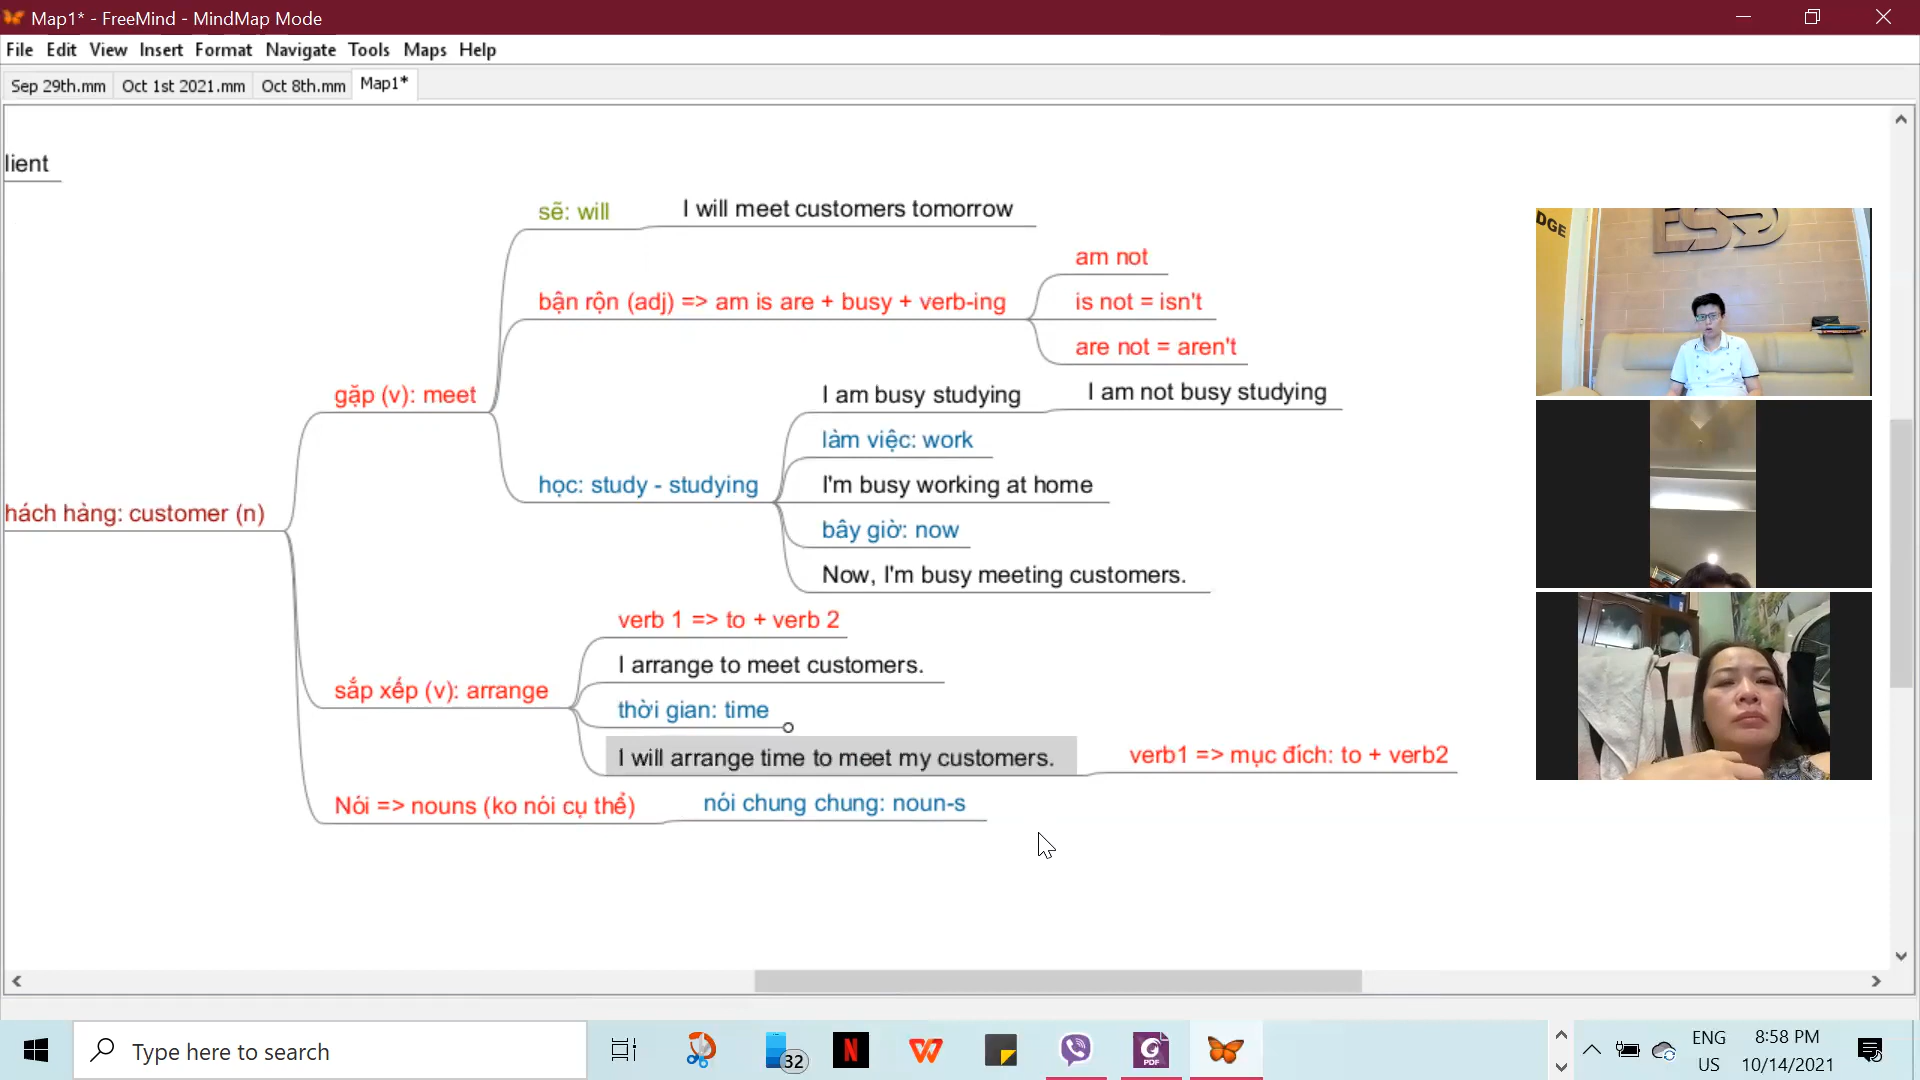 Map1* - FreeMind - MindMap Mode
File Edit View Insert Format Navigate Tools Maps Help
Sep 29th.mm Oct 1st 2021.mm Oct 8th.mm Map1*
lient
sẽ: will
I will meet customers tomorrow
am not
bận rộn (adj) => am is are + busy + verb-ing
is not = isn't
are not = aren't
gặp (v): meet
I am busy studying
I am not busy studying
làm việc: work
học: study - studying
I'm busy working at home
bây giờ: now
Now, I'm busy meeting customers.
hách hàng: customer (n)
verb 1 => to + verb 2
I arrange to meet customers.
sắp xếp (v): arrange
thời gian: time
I will arrange time to meet my customers.
verb1 => mục đích: to + verb2
Nói => nouns (ko nói cụ thể)
nói chung chung: noun-s
DGE
ESD
Type here to search
32
N
W
PDF
ENG
US
8:58 PM
10/14/2021